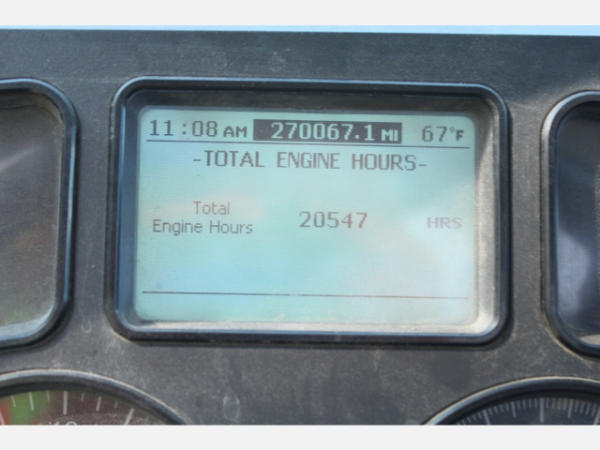 11:08 AM 270067.1 MI 67°F
-TOTAL ENGINE HOURS-
Total
Engine Hours 20547 HRS